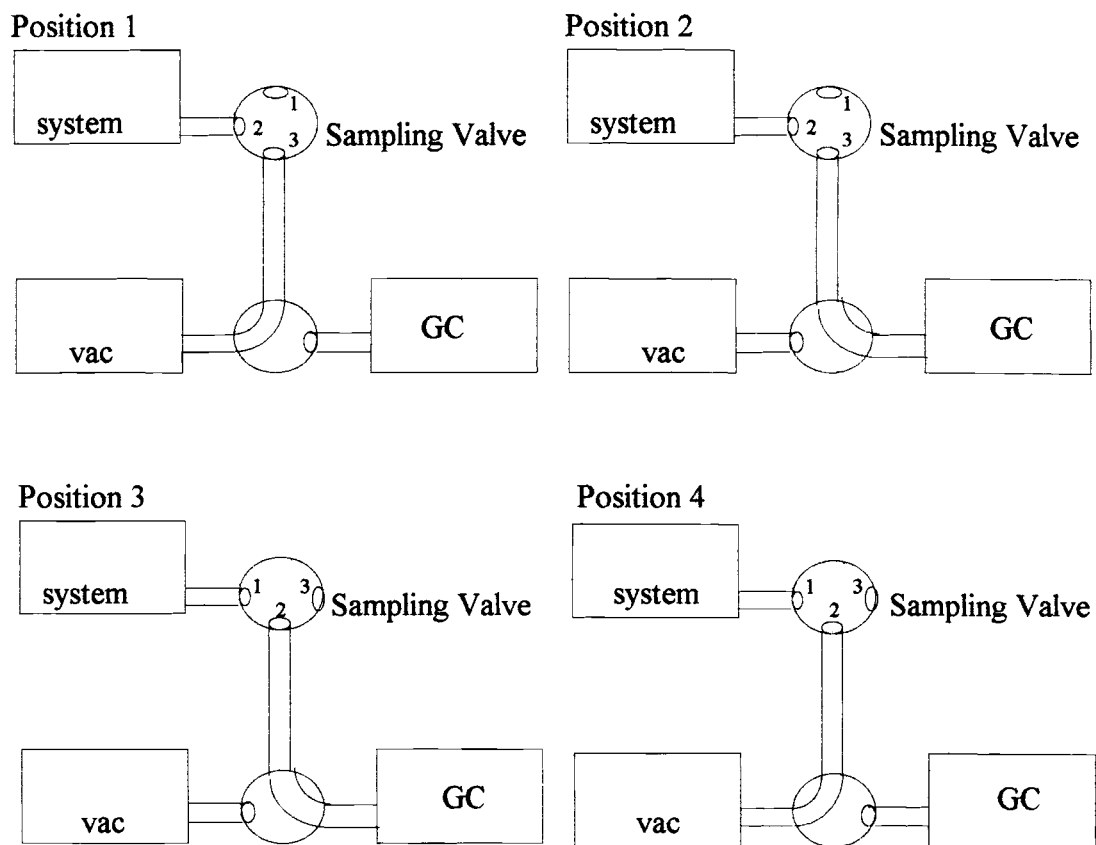 Position 1
system
1
2
3
Sampling Valve
vac
GC
Position 2
system
1
2
3
Sampling Valve
vac
GC
Position 3
system
1
3
2
Sampling Valve
vac
GC
Position 4
system
1
3
2
Sampling Valve
vac
GC